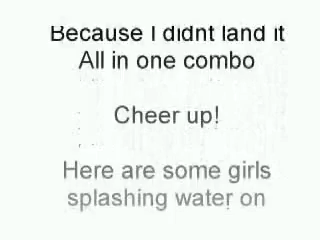 Because I didnt land it
All in one combo
Cheer up!
Here are some girls
splashing water on